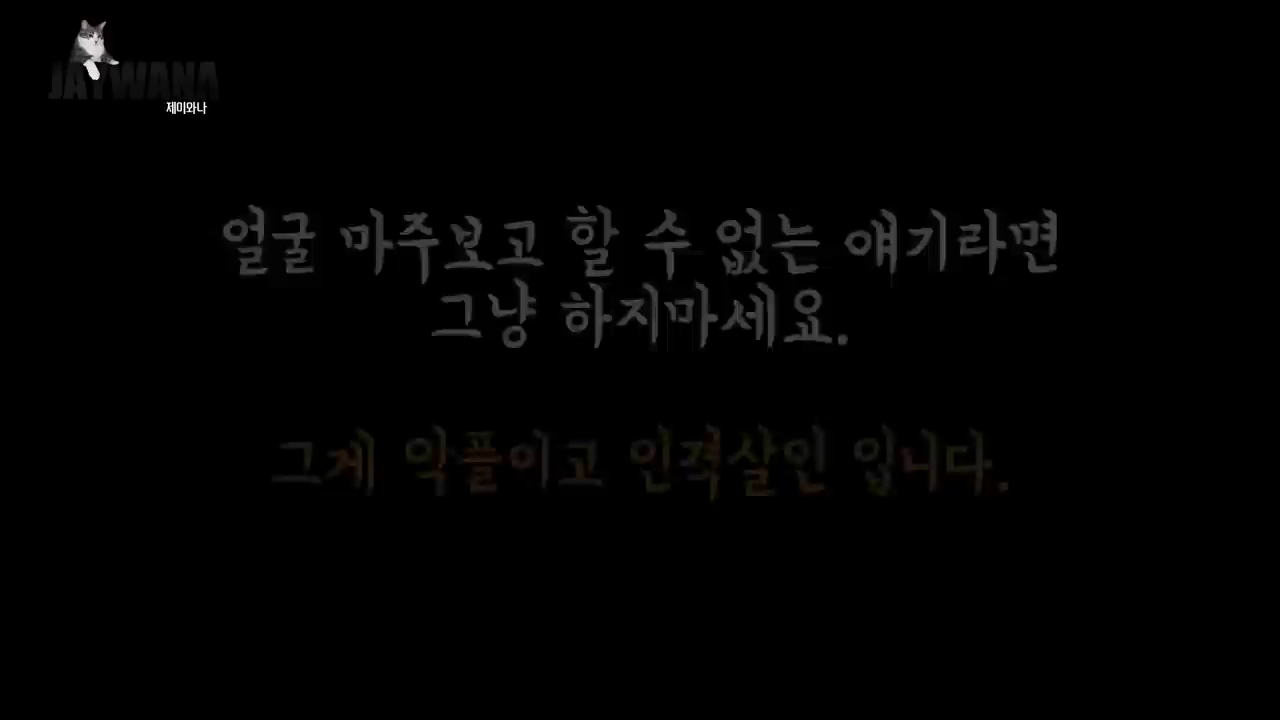 JAYWANA
제이와나
얼굴 마주보고 할 수 없는 얘기라면
그냥 하지마세요.
그게 악플이고 인격살인 입니다.